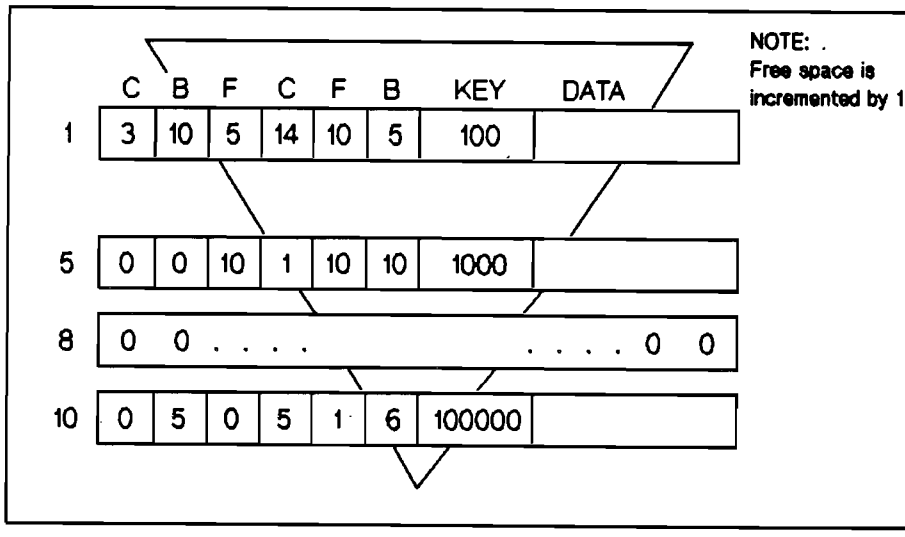 NOTE: .
Free space is
incremented by 1
C B F C F B KEY DATA
1 3 10 5 14 10 5 100
5 0 0 10 1 10 10 1000
8 0 0 . . . . . . . . 0 0
10 0 5 0 5 1 6 100000